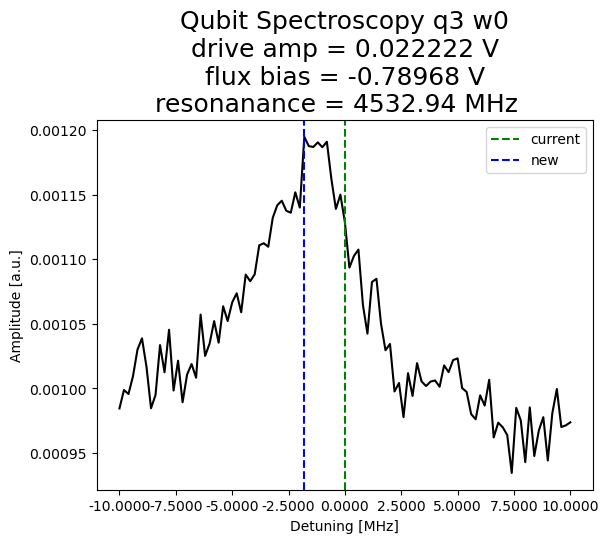 Qubit Spectroscopy q3 w0
drive amp = 0.022222 V
flux bias = -0.78968 V
resonanance = 4532.94 MHz
0.00120
0.00115
0.00110
0.00105
0.00100
0.00095
Amplitude [a.u.]
current
new
-10.0000 -7.5000 -5.0000 -2.5000 0.0000 2.5000 5.0000 7.5000 10.0000
Detuning [MHz]